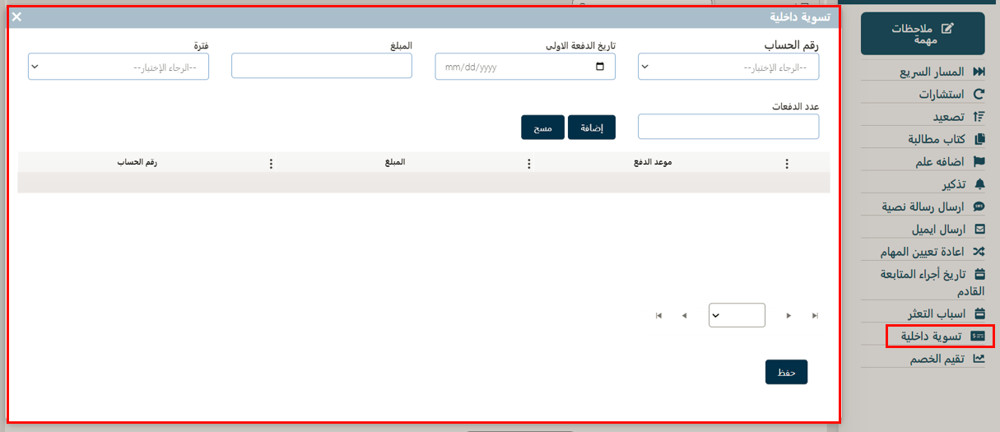 تسوية داخلية
رقم الحساب
--الرجاء الإختيار--
تاريخ الدفعة الاولى
mm/dd/yyyy
المبلغ
فترة
--الرجاء الإختيار--
عدد الدفعات
إضافة
مسح
موعد الدفع
المبلغ
رقم الحساب
حفظ
ملاحظات
مهمة
المسار السريع
استشارات
تصعيد
كتاب مطالبة
اضافه علم
تذكير
ارسال رسالة نصية
ارسال ايميل
اعادة تعيين المهام
تاريخ أجراء المتابعة
القادم
اسباب التعثر
تسوية داخلية
تقيم الخصم